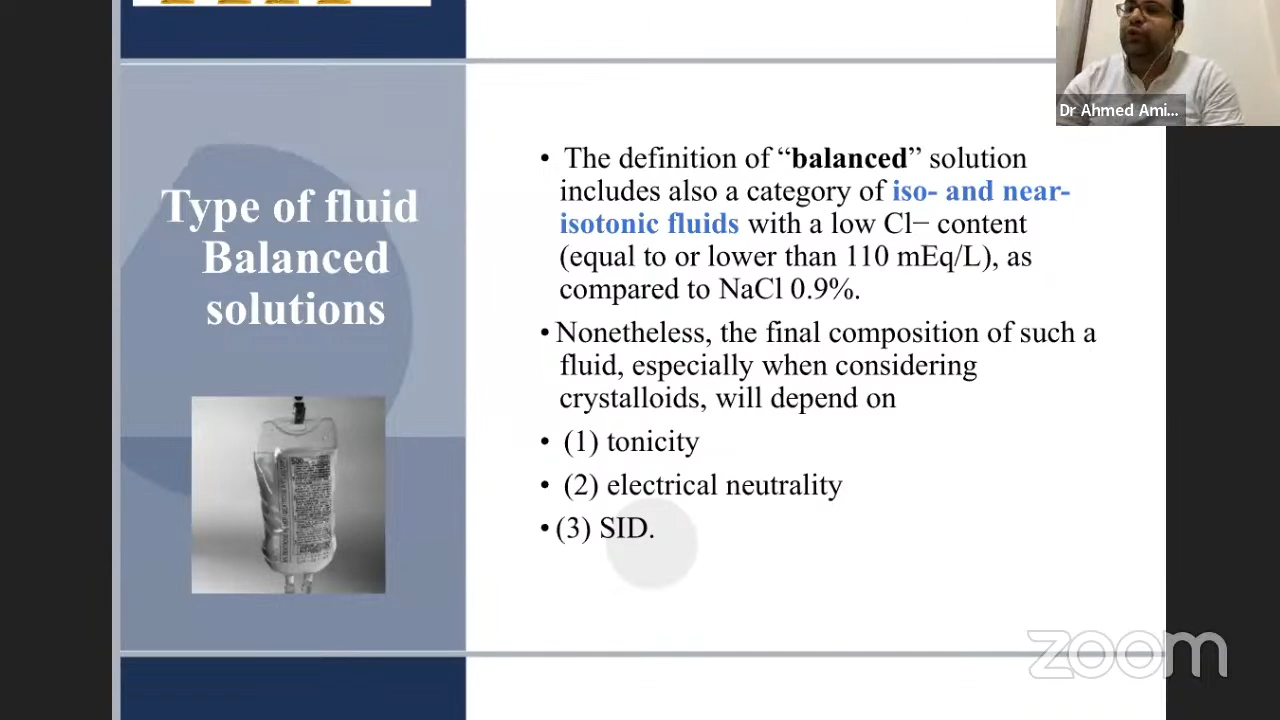 Dr Ahmed Ami...
Type of fluid
Balanced
solutions
• The definition of “balanced” solution
includes also a category of iso- and near-
isotonic fluids with a low Cl− content
(equal to or lower than 110 mEq/L), as
compared to NaCl 0.9%.
• Nonetheless, the final composition of such a
fluid, especially when considering
crystalloids, will depend on
• (1) tonicity
• (2) electrical neutrality
• (3) SID.
zoom